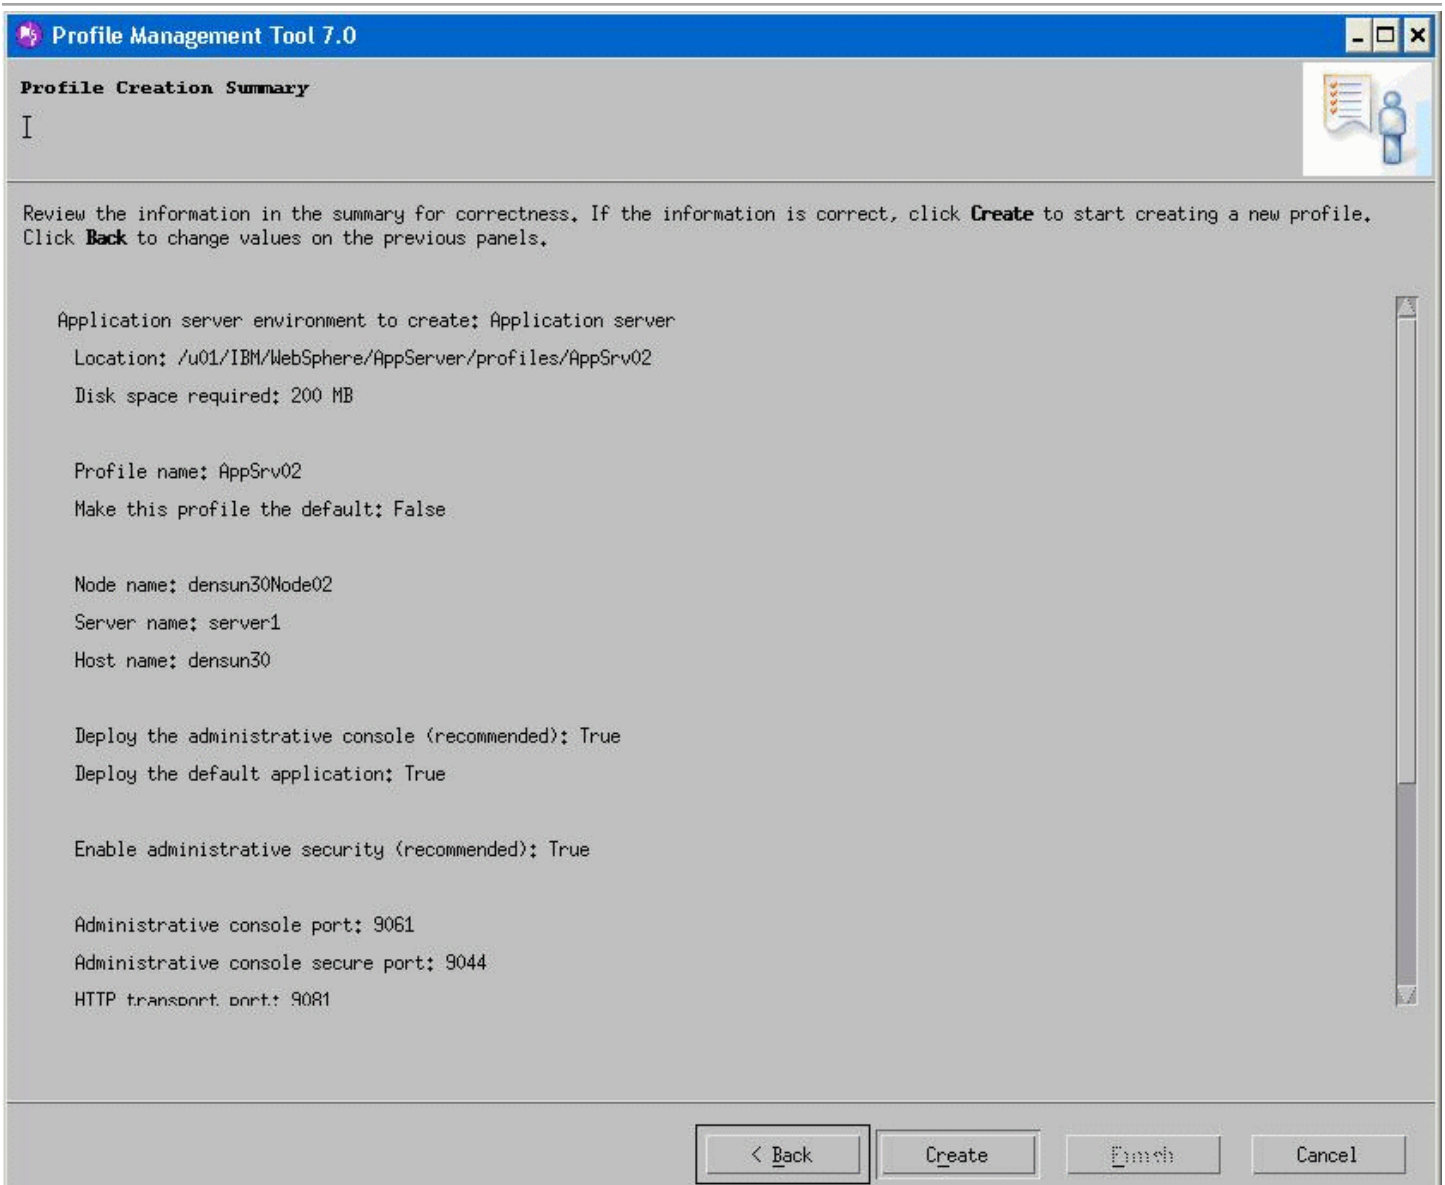 Profile Management Tool 7.0
Profile Creation Summary
Review the information in the summary for correctness. If the information is correct, click Create to start creating a new profile.
Click Back to change values on the previous panels.
Application server environment to create: Application server
Location: /u01/IBM/WebSphere/AppServer/profiles/AppSrv02
Disk space required: 200 MB
Profile name: AppSrv02
Make this profile the default: False
Node name: densun30Node02
Server name: server1
Host name: densun30
Deploy the administrative console (recommended): True
Deploy the default application: True
Enable administrative security (recommended): True
Administrative console port: 9061
Administrative console secure port: 9044
HTTP transport port: 9081
< Back
Create
Finish
Cancel